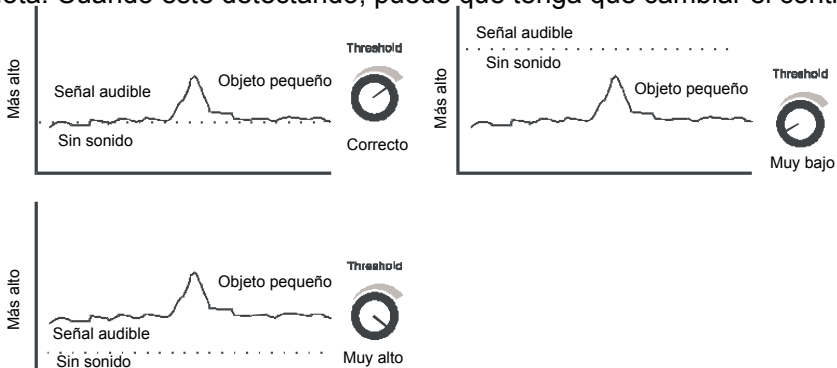 Cuando esté detectando, puede que tenga que cambiar el
Más alto
Señal audible
Sin sonido
Objeto pequeño
Threshold
Correcto
Más alto
Señal audible
Sin sonido
Objeto pequeño
Threshold
Muy bajo
Más alto
Señal audible
Sin sonido
Objeto pequeño
Threshold
Muy alto